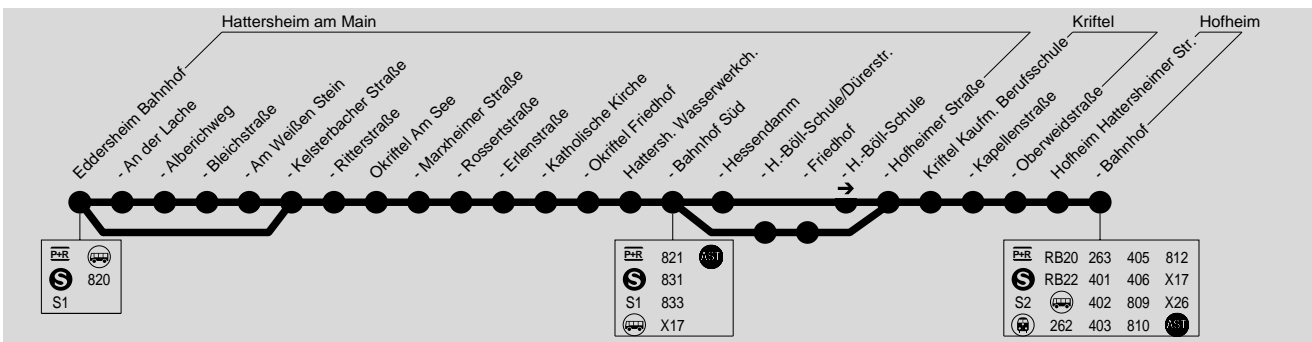 Hattersheim am Main
Kriftel
Hofheim
Eddersheim Bahnhof
- An der Lache
- Alberichweg
- Bleichstraße
- Am Weißen Stein
- Kelsterbacher Straße
- Ritterstraße
Okriftel Am See
- Marxheimer Straße
- Rossertstraße
- Erlenstraße
- Katholische Kirche
- Okriftel Friedhof
Hattersh. Wasserwerkch.
- Bahnhof Süd
- Hessendamm
- H.-Böll-Schule/Dürerstr.
- Friedhof
- H.-Böll-Schule
- Hofheimer Straße
Kriftel Kaufm. Berufsschule
- Kapellenstraße
- Oberweidstraße
Hofheim Hattersheimer Str.
- Bahnhof
P+R
S 820
S1
P+R 821 AST
S 831
S1 833
X17
P+R RB20 263 405 812
S RB22 401 406 X17
S2 402 809 X26
262 403 810 AST